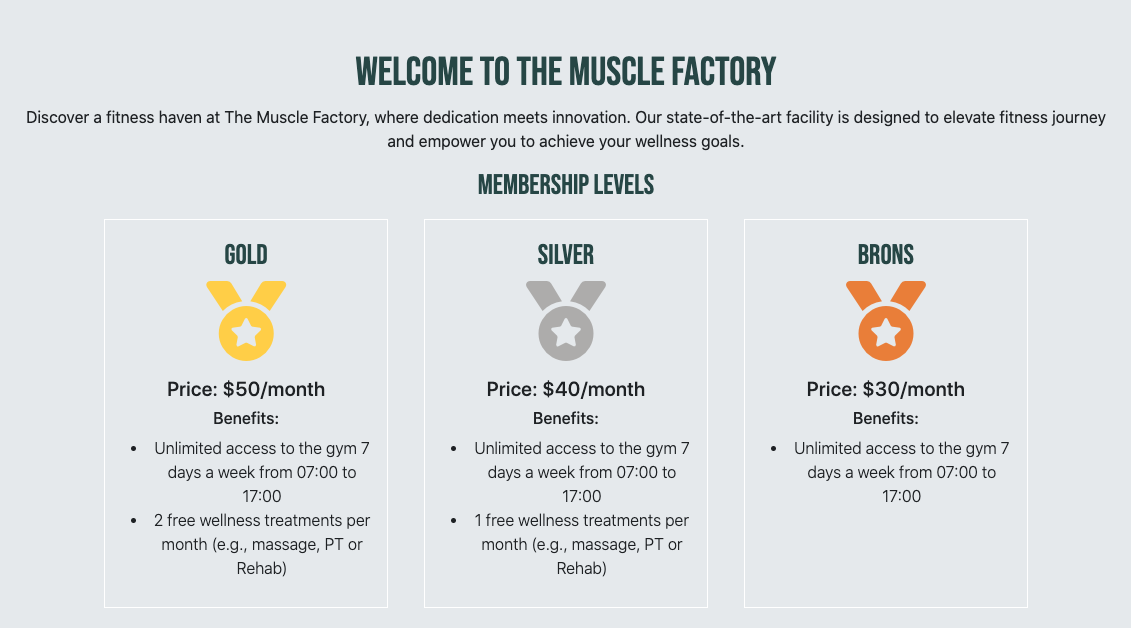 WELCOME TO THE MUSCLE FACTORY
Discover a fitness haven at The Muscle Factory, where dedication meets innovation. Our state-of-the-art facility is designed to elevate fitness journey
and empower you to achieve your wellness goals.
MEMBERSHIP LEVELS
GOLD
Price: $50/month
Benefits:
• Unlimited access to the gym 7
days a week from 07:00 to
17:00
• 2 free wellness treatments per
month (e.g., massage, PT or
Rehab)
SILVER
Price: $40/month
Benefits:
• Unlimited access to the gym 7
days a week from 07:00 to
17:00
• 1 free wellness treatments per
month (e.g., massage, PT or
Rehab)
BRONS
Price: $30/month
Benefits:
• Unlimited access to the gym 7
days a week from 07:00 to
17:00